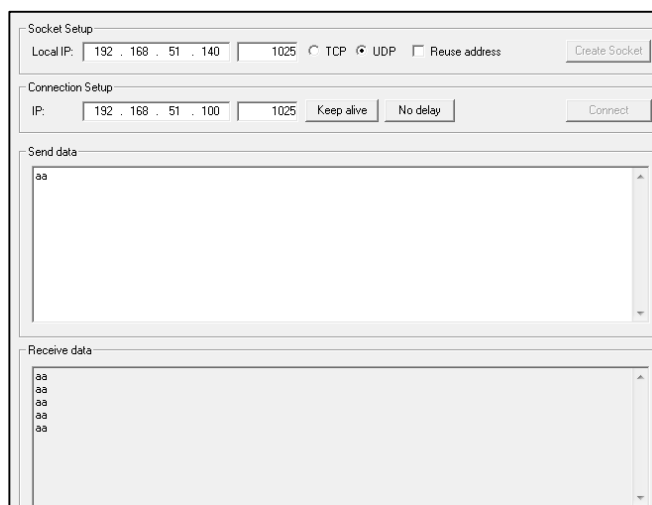 Socket Setup
Local IP: 192 . 168 . 51 . 140 1025 TCP UDP Reuse address Create Socket
Connection Setup
IP: 192 . 168 . 51 . 100 1025 Keep alive No delay Connect
Send data
aa
Receive data
aa
aa
aa
aa
aa